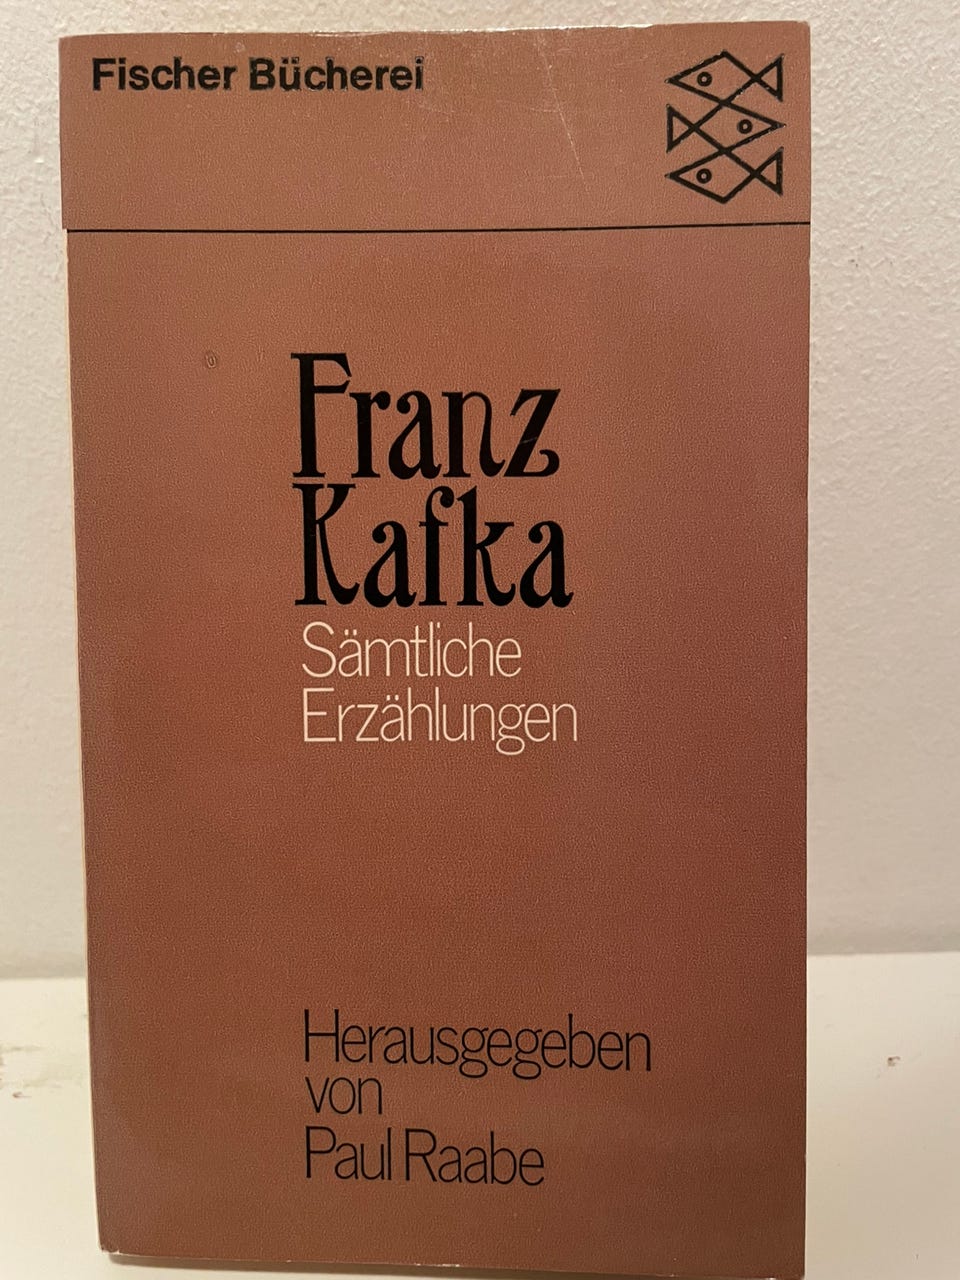 Fischer Bücherei
Franz
Kafka
Sämtliche
Erzählungen
Herausgegeben
von
Paul Raabe